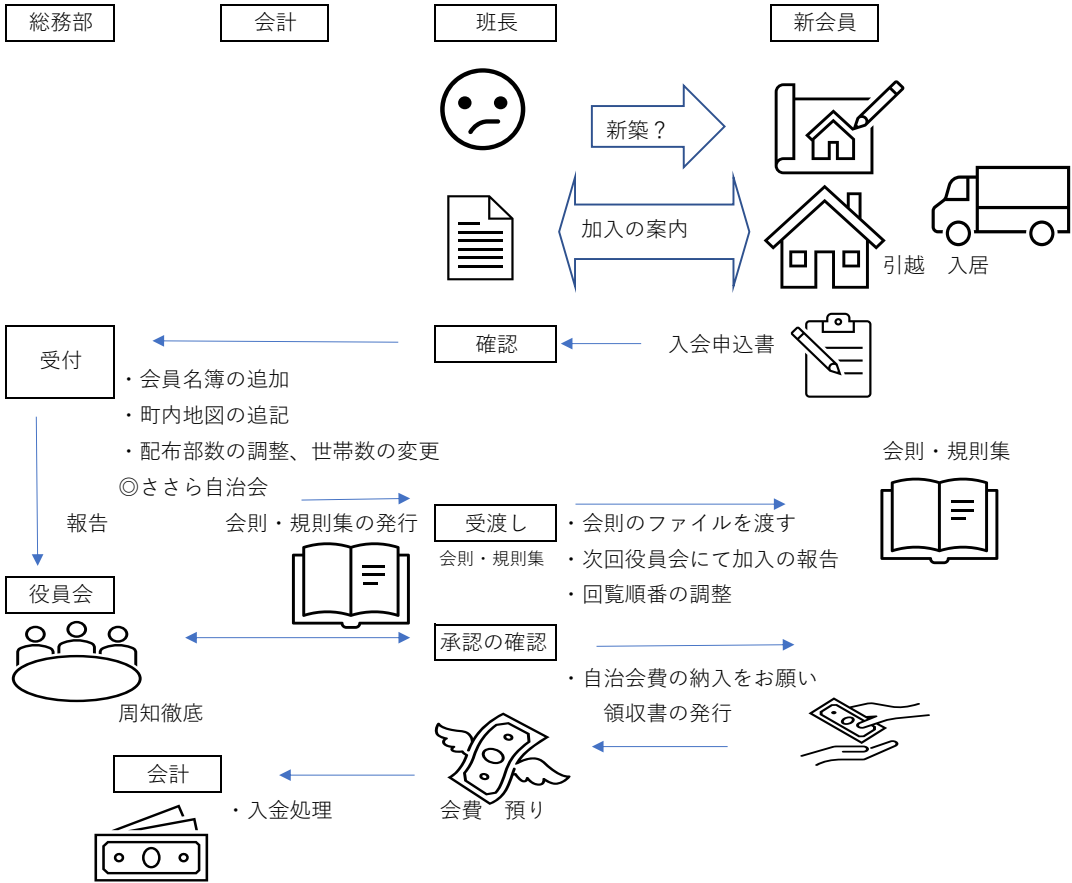 総務部
会計
班長
新会員
新築？
加入の案内
引越　入居
受付
確認
入会申込書
・会員名簿の追加
・町内地図の追記
・配布部数の調整、世帯数の変更
◎ささら自治会
会則・規則集
報告
会則・規則集の発行
受渡し
会則・規則集
・会則のファイルを渡す
・次回役員会にて加入の報告
・回覧順番の調整
役員会
承認の確認
・自治会費の納入をお願い
周知徹底
領収書の発行
会計
・入金処理
会費　預り